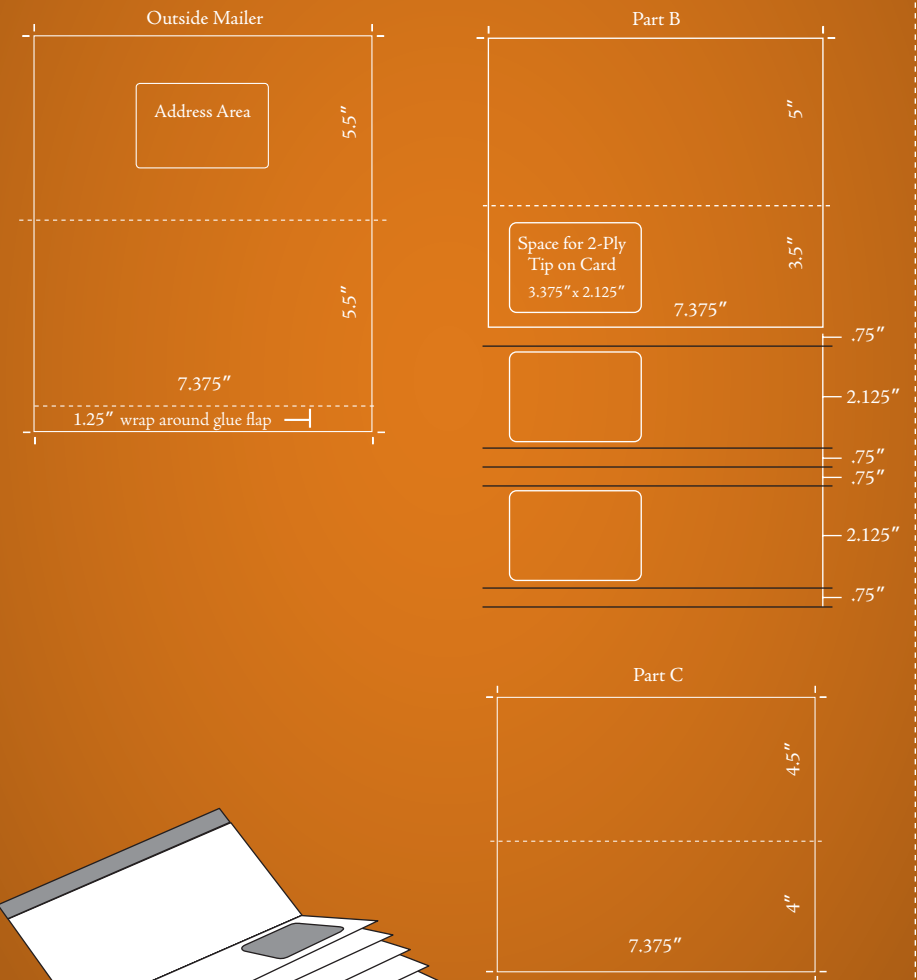 Outside Mailer
Address Area
5.5″
5.5″
7.375″
1.25″ wrap around glue flap
Part B
5″
Space for 2-Ply
Tip on Card
3.375″x 2.125″
3.5″
7.375″
.75″
2.125″
.75″
.75″
2.125″
.75″
Part C
4.5″
4″
7.375″